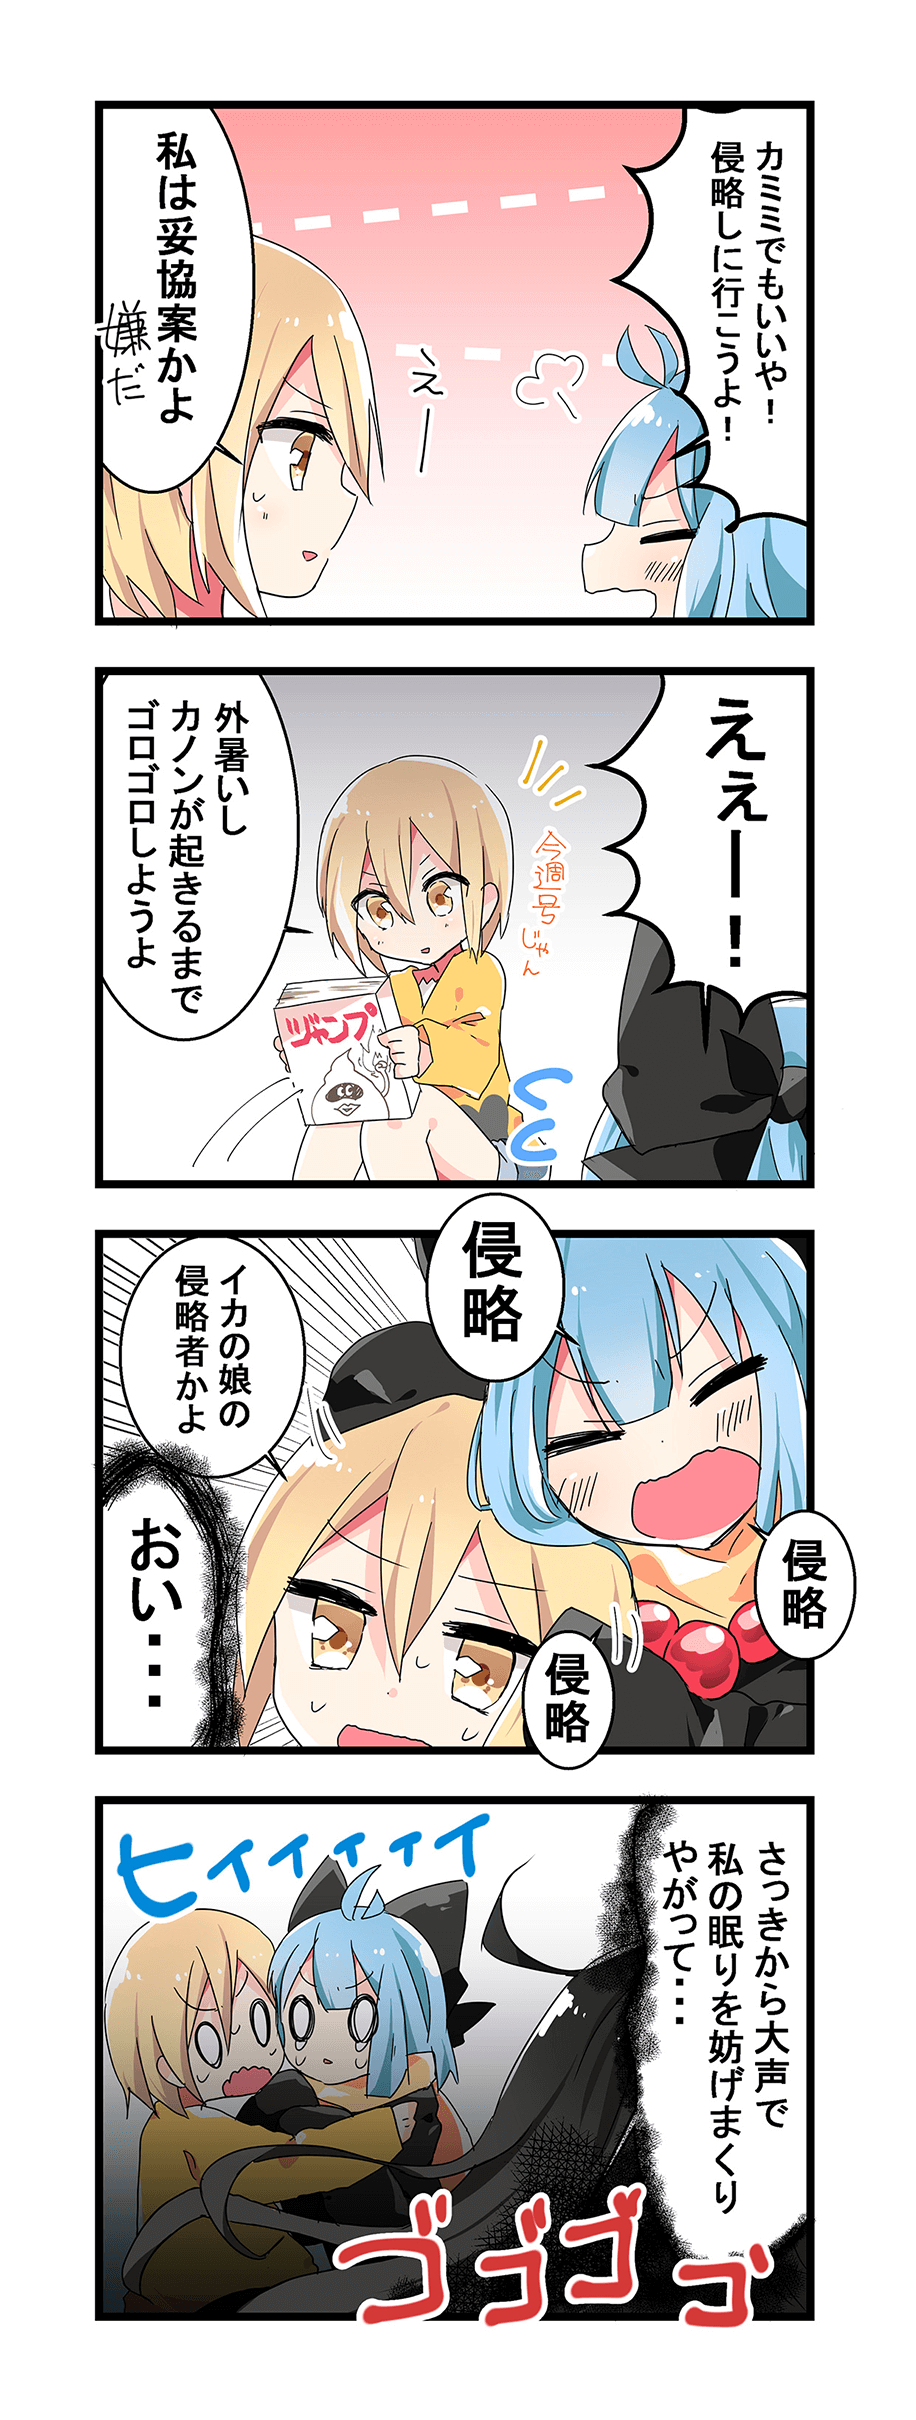 カミミでもいいや！
侵略しに行こうよ！
えー
私は妥協案かよ
嫌だ
えぇー！
今週号じゃん
外暑いし
カノンが起きるまで
ゴロゴロしようよ
ジャンプ
侵略
侵略
侵略
イカの娘の
侵略者かよ
おい・・・
さっきから大声で
私の眠りを妨げまくり
やがって・・・
ヒィィィィイ
ゴゴゴゴ